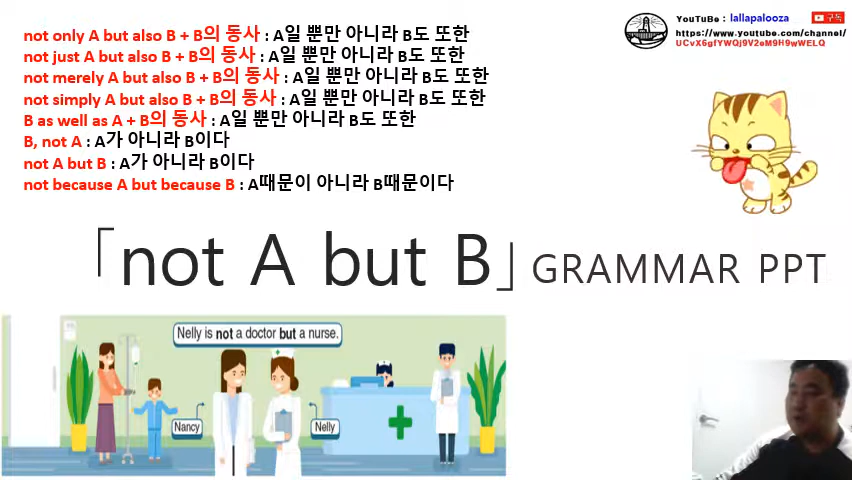 not only A but also B + B의 동사 : A일 뿐만 아니라 B도 또한
not just A but also B + B의 동사 : A일 뿐만 아니라 B도 또한
not merely A but also B + B의 동사 : A일 뿐만 아니라 B도 또한
not simply A but also B + B의 동사 : A일 뿐만 아니라 B도 또한
B as well as A + B의 동사 : A일 뿐만 아니라 B도 또한
B, not A : A가 아니라 B이다
not A but B : A가 아니라 B이다
not because A but because B : A때문이 아니라 B때문이다
YouTuBe : lallapalooza
구독
https://www.youtube.com/channel/
UCvX6gfYWQj9V2eM9H9wWELQ
「not A but B」 GRAMMAR PPT
Nelly is not a doctor but a nurse.
Nancy
Nelly